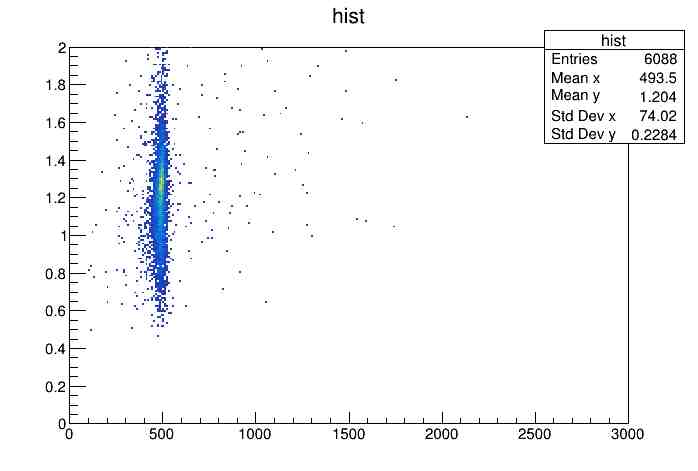 hist
hist
Entries 6088
Mean x 493.5
Mean y 1.204
Std Dev x 74.02
Std Dev y 0.2284
2
1.8
1.6
1.4
1.2
1
0.8
0.6
0.4
0.2
0
0 500 1000 1500 2000 2500 3000